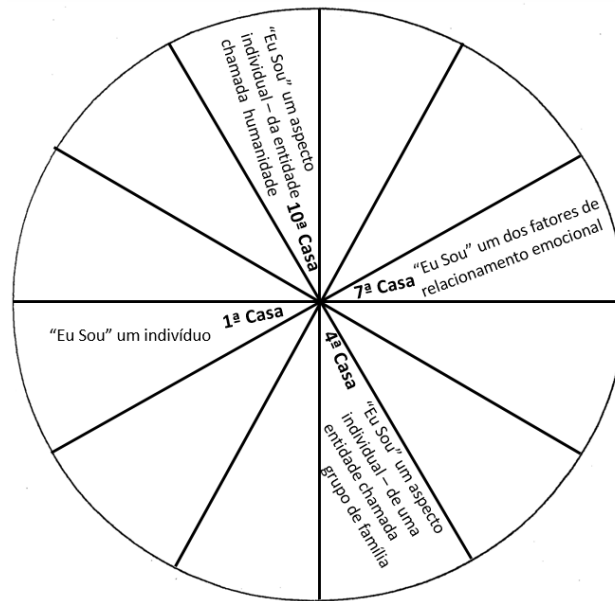 “Eu Sou” um aspecto
individual – da entidade
chamada humanidade
10ª Casa
“Eu Sou” um dos fatores de
relacionamento emocional
7ª Casa
1ª Casa
“Eu Sou” um indivíduo
4ª Casa
“Eu Sou” um aspecto
individual – de uma
entidade chamada
grupo de família